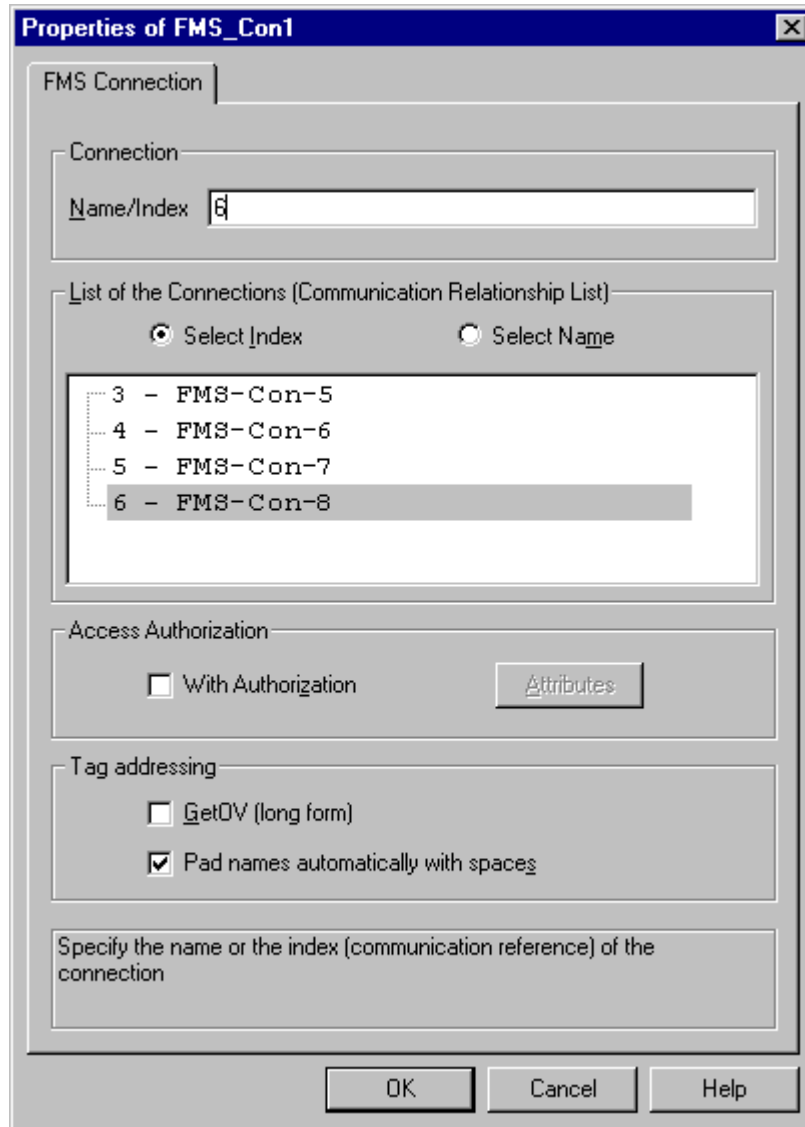 Properties of FMS_Con1
FMS Connection
Connection
Name/Index 6
List of the Connections (Communication Relationship List)
Select Index Select Name
3 - FMS-Con-5
4 - FMS-Con-6
5 - FMS-Con-7
6 - FMS-Con-8
Access Authorization
With Authorization Attributes
Tag addressing
GetOV (long form)
Pad names automatically with spaces
Specify the name or the index (communication reference) of the
connection
OK Cancel Help